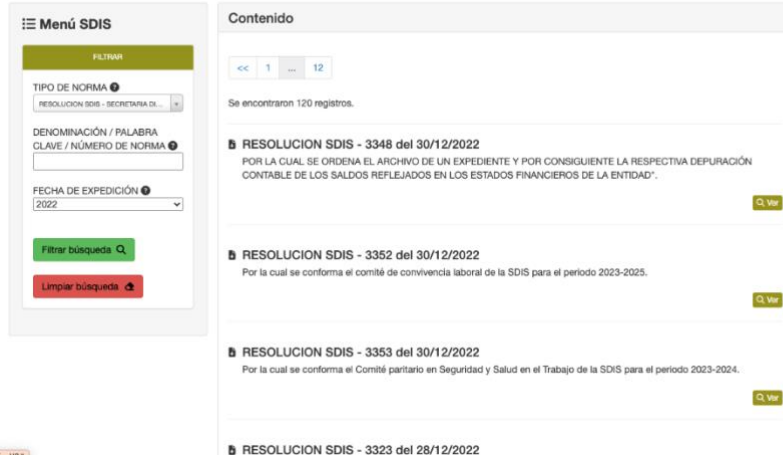 Menú SDIS
FILTRAR
TIPO DE NORMA
RESOLUCION SDIS - SECRETARIA DI...
DENOMINACIÓN / PALABRA
CLAVE / NÚMERO DE NORMA
FECHA DE EXPEDICIÓN
2022
Filtrar búsqueda
Limpiar búsqueda
Contenido
<< 1 ... 12
Se encontraron 120 registros.
RESOLUCION SDIS - 3348 del 30/12/2022
POR LA CUAL SE ORDENA EL ARCHIVO DE UN EXPEDIENTE Y POR CONSIGUIENTE LA RESPECTIVA DEPURACIÓN
CONTABLE DE LOS SALDOS REFLEJADOS EN LOS ESTADOS FINANCIEROS DE LA ENTIDAD".
Ver
RESOLUCION SDIS - 3352 del 30/12/2022
Por la cual se conforma el comité de convivencia laboral de la SDIS para el periodo 2023-2025.
Ver
RESOLUCION SDIS - 3353 del 30/12/2022
Por la cual se conforma el Comité paritario en Seguridad y Salud en el Trabajo de la SDIS para el periodo 2023-2024.
Ver
RESOLUCION SDIS - 3323 del 28/12/2022